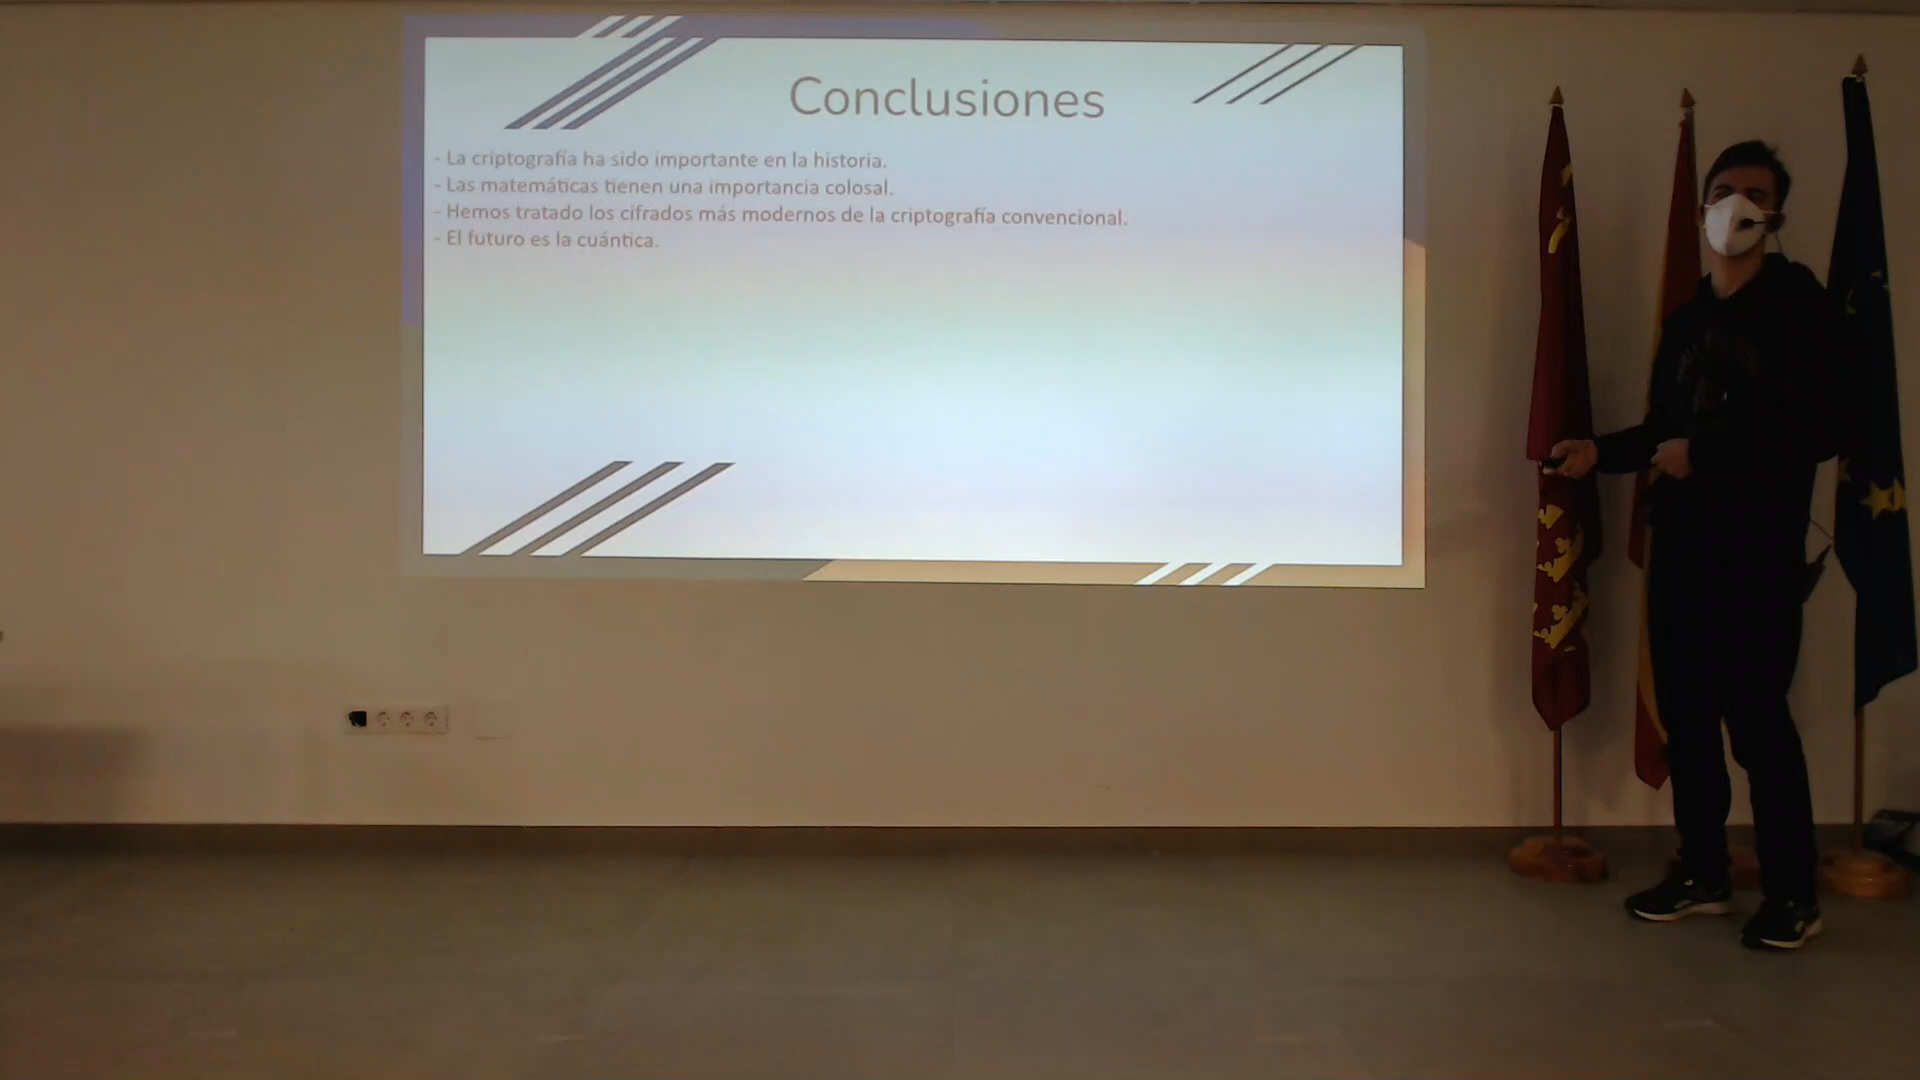 Conclusiones
- La criptografía ha sido importante en la historia.
- Las matemáticas tienen una importancia colosal.
- Hemos tratado los cifrados más modernos de la criptografía convencional.
- El futuro es la cuántica.